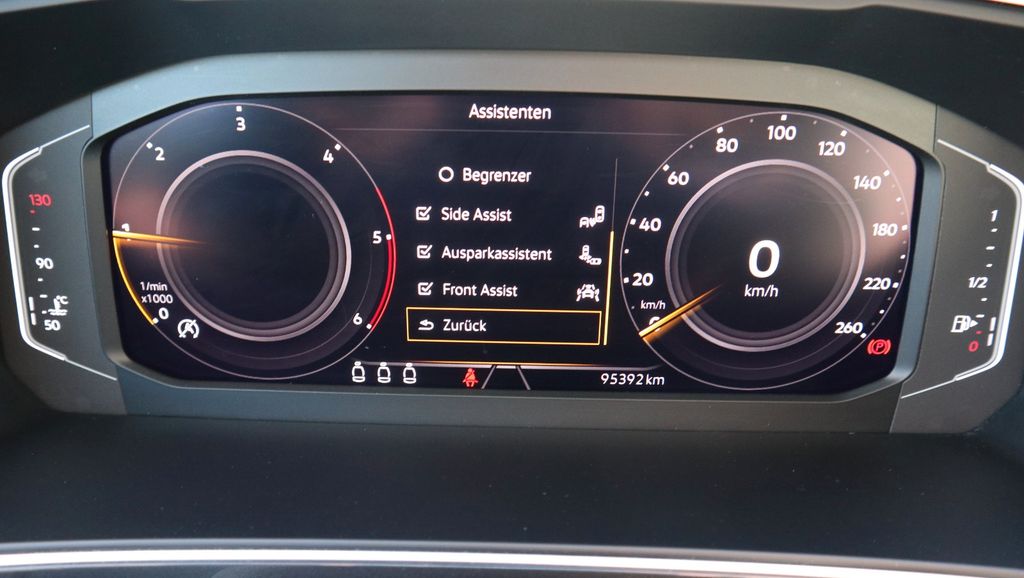 Assistenten
Begrenzer
Side Assist
Ausparkassistent
Front Assist
Zurück
1
2
3
4
5
6
1/min
x1000
0
130
90
°C
50
20
40
60
80
100
120
140
180
220
260
km/h
0
km/h
95392 km
P
1
1/2
0